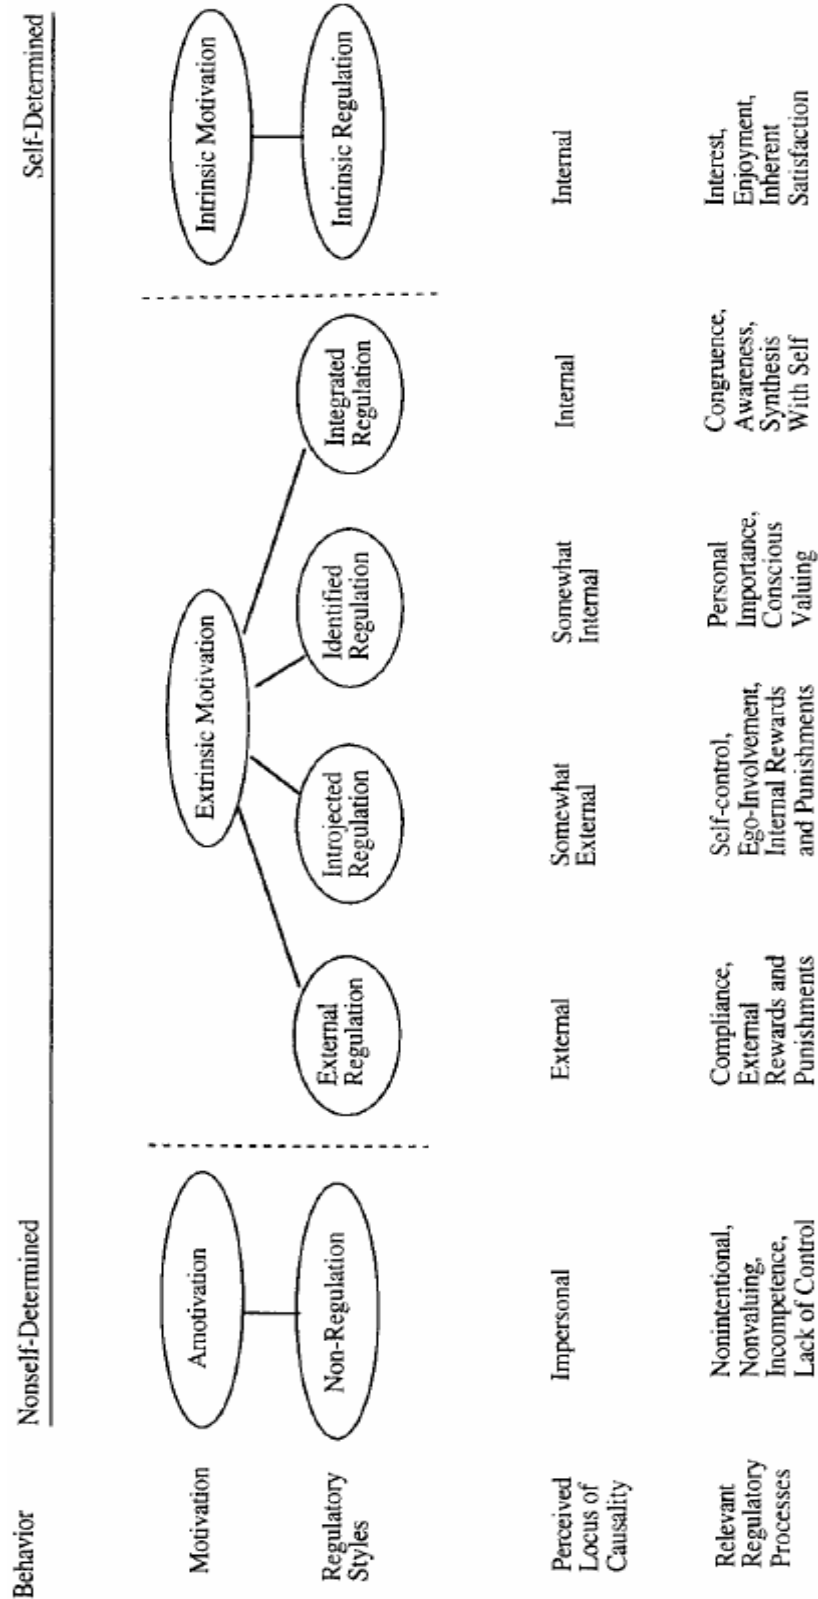 Behavior
Nonself-Determined
Self-Determined
Motivation
Amotivation
Extrinsic Motivation
Intrinsic Motivation
Regulatory
Styles
Non-Regulation
External
Regulation
Introjected
Regulation
Identified
Regulation
Integrated
Regulation
Intrinsic Regulation
Perceived
Locus of
Causality
Impersonal
External
Somewhat
External
Somewhat
Internal
Internal
Internal
Relevant
Regulatory
Processes
Nonintentional,
Nonvaluing,
Incompetence,
Lack of Control
Compliance,
External
Rewards and
Punishments
Self-control,
Ego-Involvement,
Internal Rewards
and Punishments
Personal
Importance,
Conscious
Valuing
Congruence,
Awareness,
Synthesis
With Self
Interest,
Enjoyment,
Inherent
Satisfaction